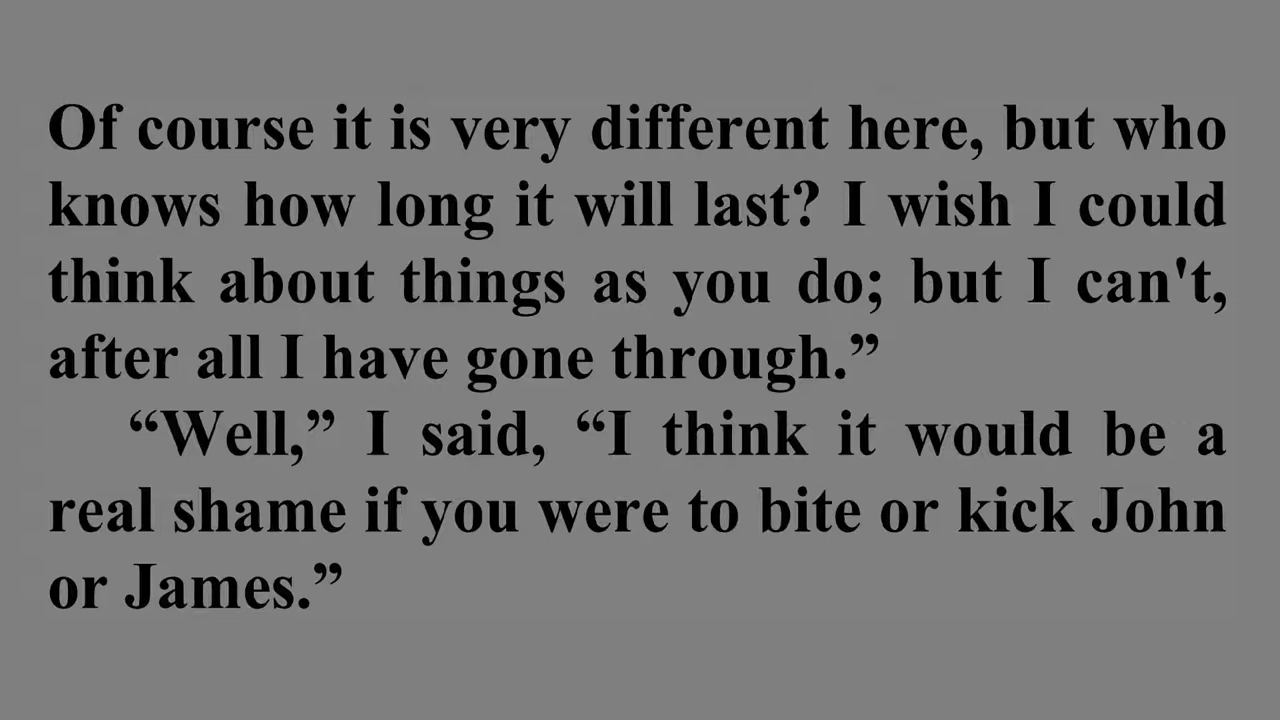 Of course it is very different here, but who
knows how long it will last? I wish I could
think about things as you do; but I can't,
after all I have gone through.”
“Well,” I said, “I think it would be a
real shame if you were to bite or kick John
or James.”